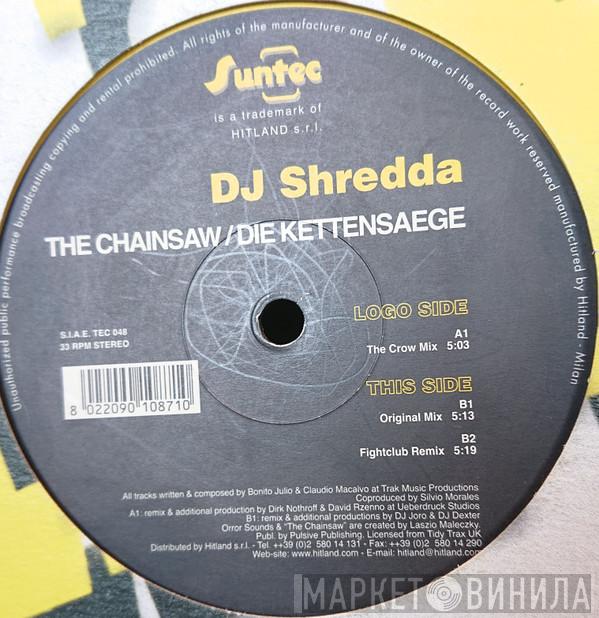 Unauthorized public performance broadcasting copying and rental prohibited. All rights of the manufacturer and of the owner of the record work reserved manufactured by Hitland - Milan
Suntec
is a trademark of
HITLAND s.r.l.
DJ Shredda
THE CHAINSAW / DIE KETTENSAEGE
LOGO SIDE
S.I.A.E. TEC 048
33 RPM STEREO
A1
The Crow Mix 5:03
THIS SIDE
B1
Original Mix 5:13
B2
Fightclub Remix 5:19
8 022090 108710
All tracks written & composed by Bonito Julio & Claudio Macalvo at Trak Music Productions
Coproduced by Silvio Morales
A1: remix & additional production by Dirk Nothroff & David Rzenno at Ueberdruck Studios
B1: remix & additional productions by DJ Joro & DJ Dexter
Orror Sounds & "The Chainsaw" are created by Laszio Maleczky.
Publ. by Pulsive Publishing. Licensed from Tidy Trax UK
Distributed by Hitland s.r.l. - Tel. ++39 (0)2 580 14 131 - Fax: ++39 (0)2 580 14 290
Web-site: www.hitland.com - E-mail: hitland@hitland.com
МАРКЕТ ВИНИЛА